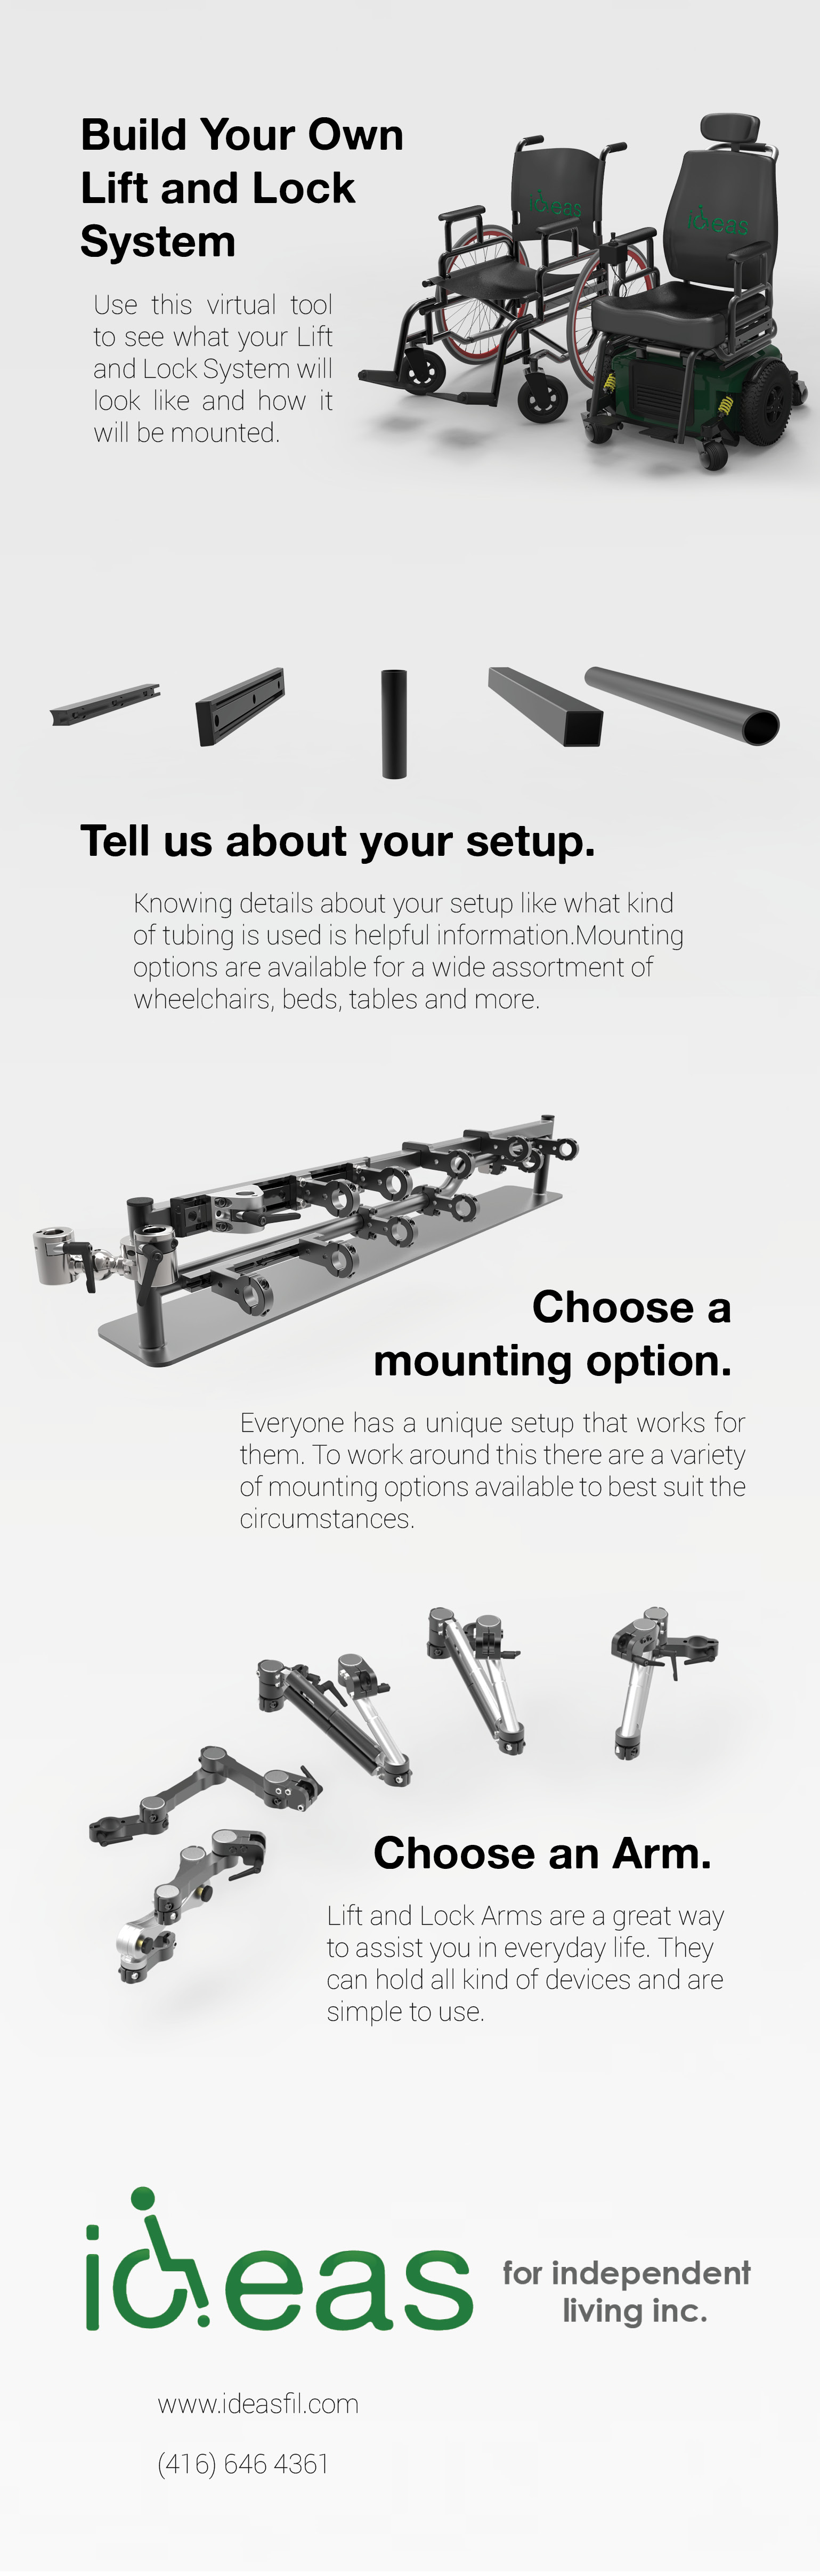 Build Your Own
Lift and Lock
System
ideas
ideas
Use this virtual tool
to see what your Lift
and Lock System will
look like and how it
will be mounted.
Tell us about your setup.
Knowing details about your setup like what kind
of tubing is used is helpful information.Mounting
options are available for a wide assortment of
wheelchairs, beds, tables and more.
Choose a
mounting option.
Everyone has a unique setup that works for
them. To work around this there are a variety
of mounting options available to best suit the
circumstances.
Choose an Arm.
Lift and Lock Arms are a great way
to assist you in everyday life. They
can hold all kind of devices and are
simple to use.
ideas
for independent
living inc.
www.ideasfil.com
(416) 646 4361